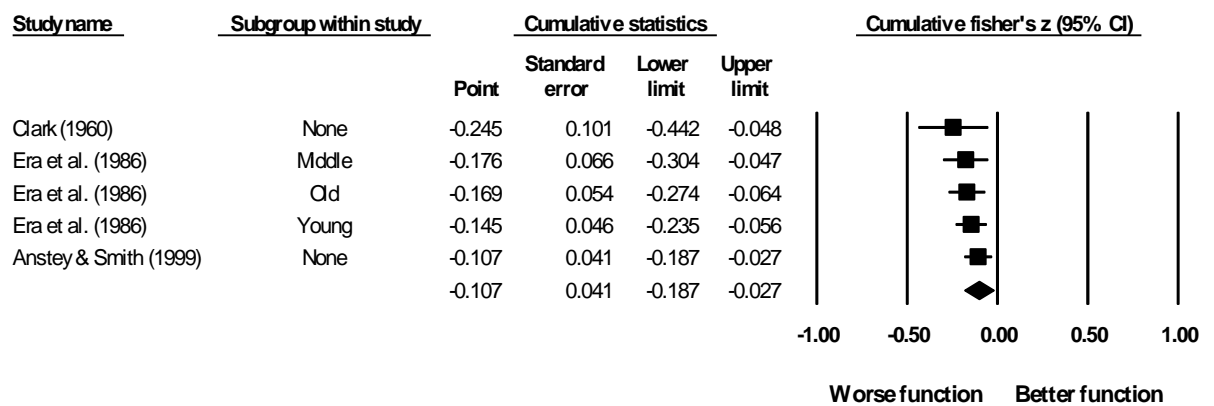 Study name Subgroup within study Cumulative statistics Cumulative fisher's z (95% CI)
Standard Lower Upper
Point error limit limit
Clark (1960) None -0.245 0.101 -0.442 -0.048
Era et al. (1986) Mddle -0.176 0.066 -0.304 -0.047
Era et al. (1986) Old -0.169 0.054 -0.274 -0.064
Era et al. (1986) Young -0.145 0.046 -0.235 -0.056
Anstey & Smith (1999) None -0.107 0.041 -0.187 -0.027
-0.107 0.041 -0.187 -0.027
-1.00 -0.50 0.00 0.50 1.00
Worse function Better function